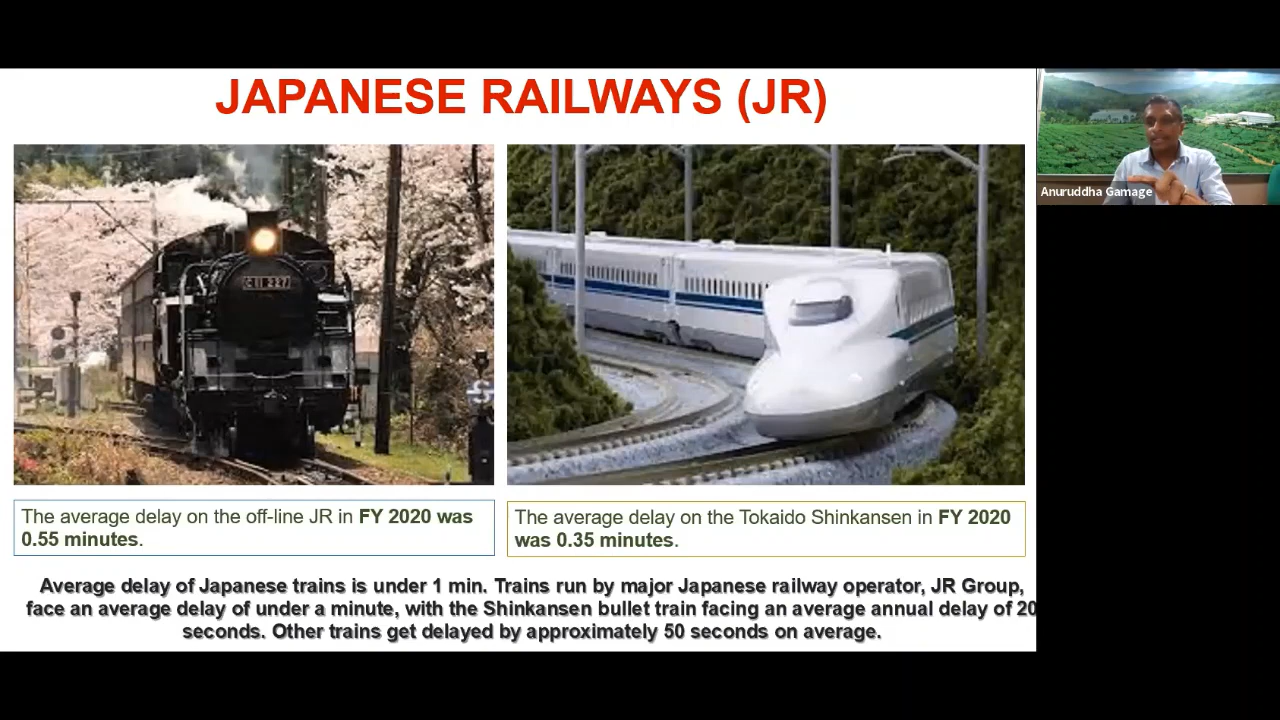 JAPANESE RAILWAYS (JR)
Anuruddha Gamage
C11 227
The average delay on the off-line JR in FY 2020 was
0.55 minutes.
The average delay on the Tokaido Shinkansen in FY 2020
was 0.35 minutes.
Average delay of Japanese trains is under 1 min. Trains run by major Japanese railway operator, JR Group,
face an average delay of under a minute, with the Shinkansen bullet train facing an average annual delay of 20
seconds. Other trains get delayed by approximately 50 seconds on average.